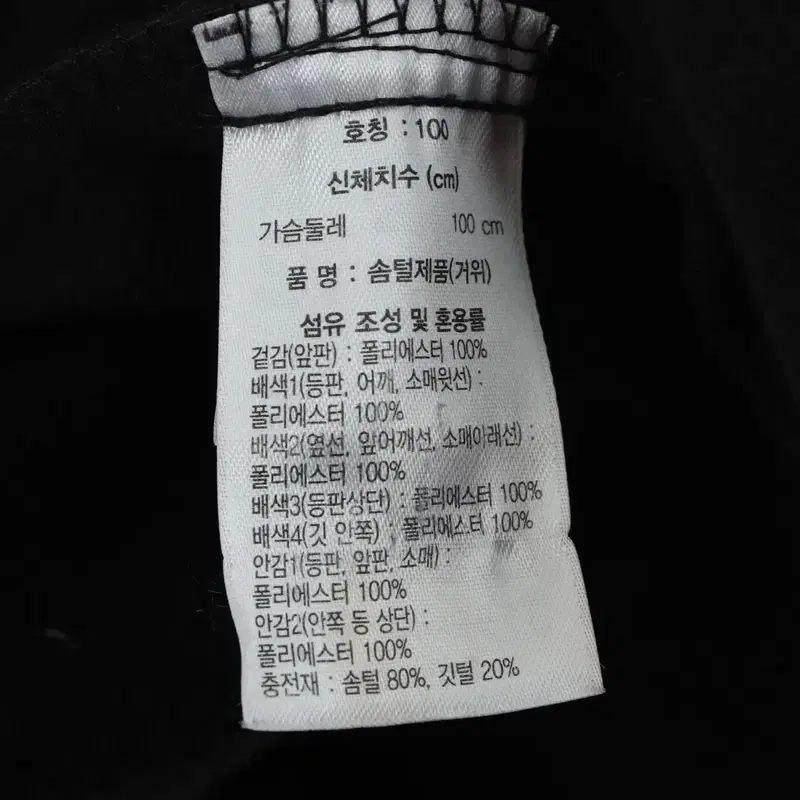 호칭 : 100
신체치수 (cm)
가슴둘레 100 cm
품 명 : 솜털제품(거위)
섬유 조성 및 혼용률
겉감(앞판) : 폴리에스터 100%
배색1(등판, 어깨, 소매윗선) :
폴리에스터 100%
배색2(옆선, 앞어깨선, 소매아래선) :
폴리에스터 100%
배색3(등판상단) : 폴리에스터 100%
배색4(깃 안쪽) : 폴리에스터 100%
안감1(등판, 앞판, 소매) :
폴리에스터 100%
안감2(안쪽 등 상단) :
폴리에스터 100%
충전재 : 솜털 80%, 깃털 20%